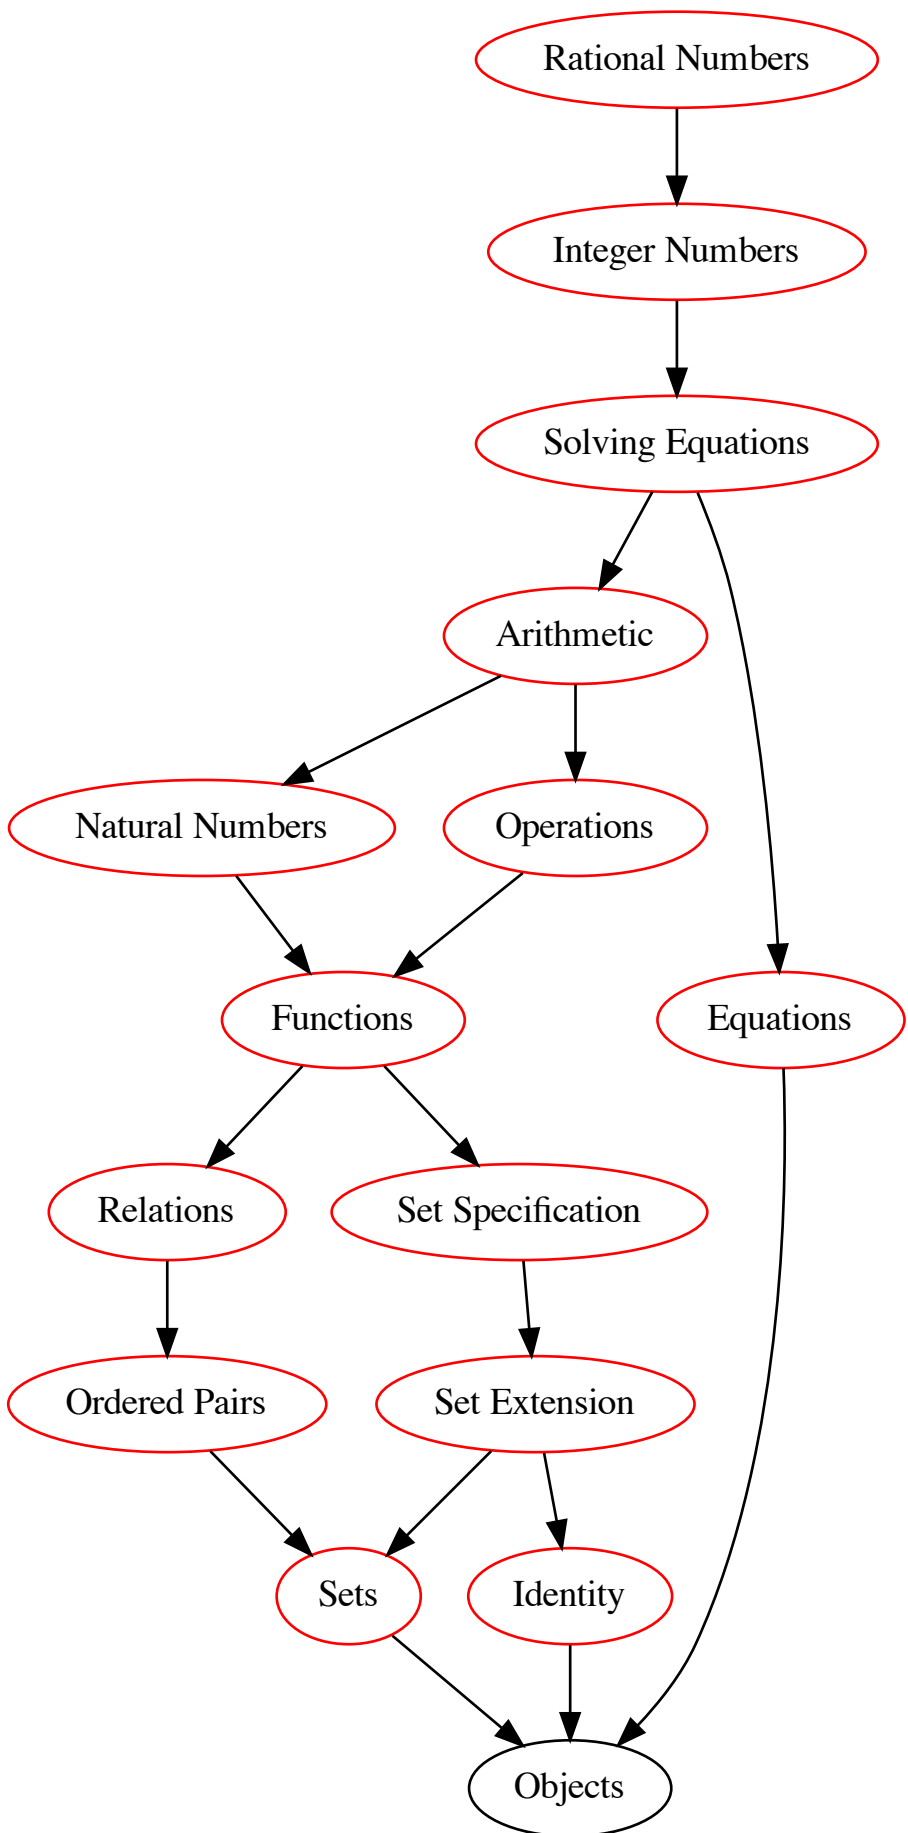 Rational Numbers
Integer Numbers
Solving Equations
Arithmetic
Natural Numbers
Operations
Functions
Equations
Relations
Set Specification
Ordered Pairs
Set Extension
Sets
Identity
Objects